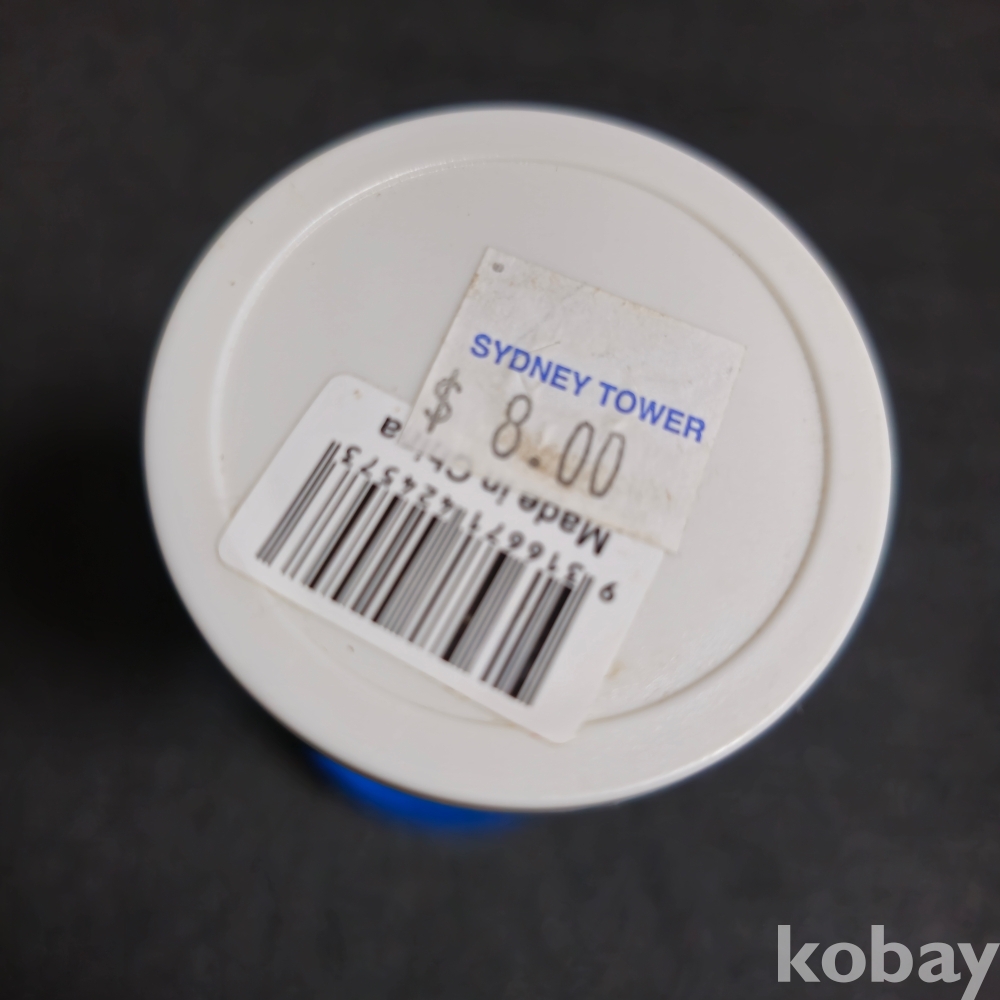 SYDNEY TOWER
$ 8.00
Made in China
9 316671 424573
kobay